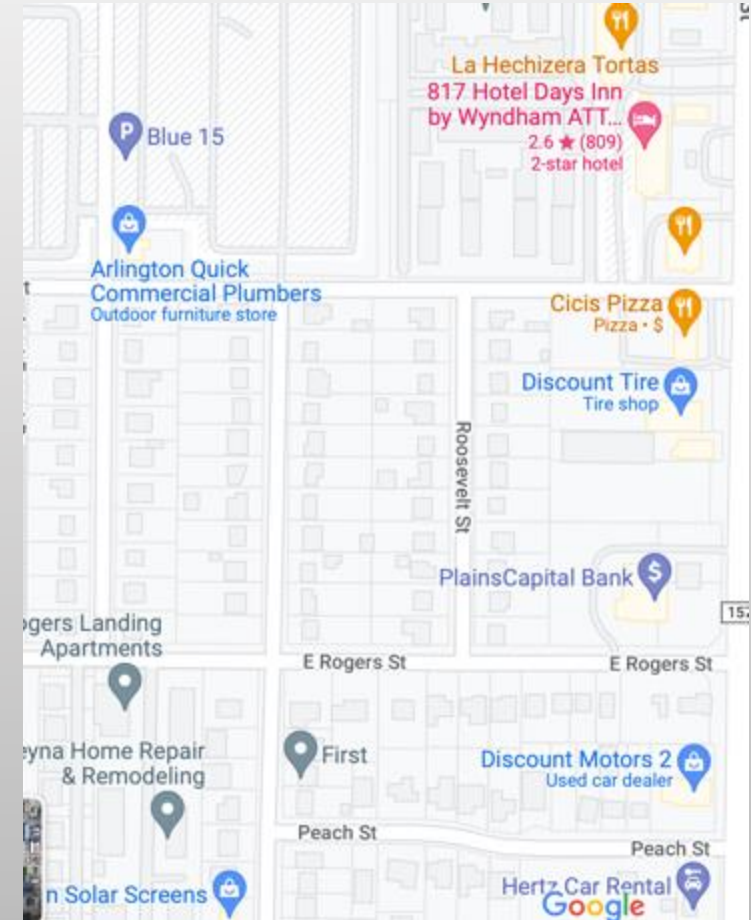 La Hechizera Tortas
817 Hotel Days Inn
by Wyndham ATT...
2.6 ★ (809)
2-star hotel
P
Blue 15
Arlington Quick
Commercial Plumbers
Outdoor furniture store
t
Cicis Pizza
Pizza • $
Discount Tire
Tire shop
Roosevelt St
PlainsCapital Bank
$
157
ogers Landing
Apartments
E Rogers St
E Rogers St
eyna Home Repair
& Remodeling
First
Discount Motors 2
Used car dealer
Peach St
Peach St
n Solar Screens
Hertz Car Rental
Google